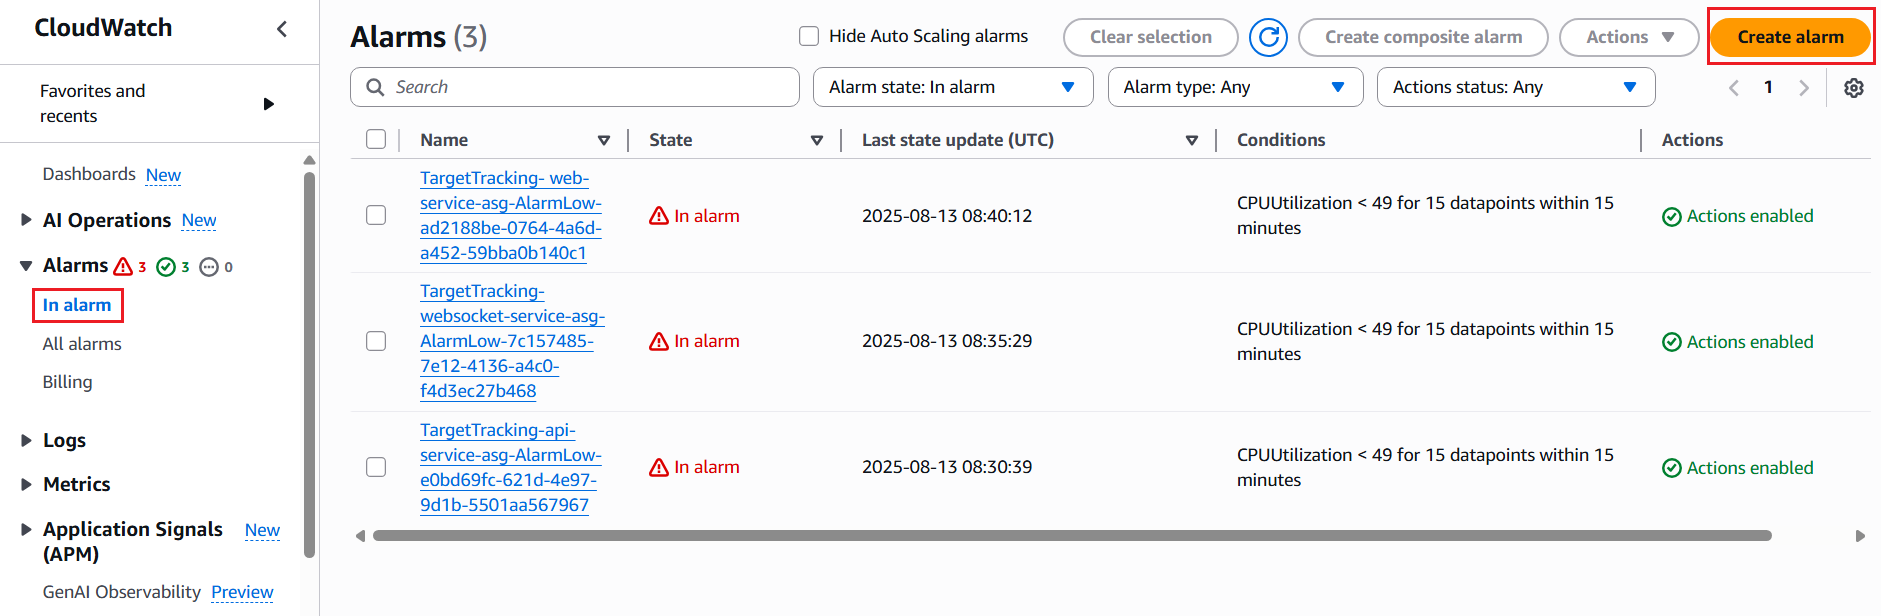 CloudWatch
Favorites and
recents
Dashboards New
AI Operations New
Alarms 3 3 0
In alarm
All alarms
Billing
Logs
Metrics
Application Signals New
(APM)
GenAI Observability Preview
Alarms (3)
Hide Auto Scaling alarms
Clear selection
Create composite alarm
Actions
Create alarm
Search
Alarm state: In alarm
Alarm type: Any
Actions status: Any
1
Name State Last state update (UTC) Conditions Actions
TargetTracking- web-
service-asg-AlarmLow-
ad2188be-0764-4a6d-
a452-59bba0b140c1
In alarm
2025-08-13 08:40:12
CPUUtilization < 49 for 15 datapoints within 15
minutes
Actions enabled
TargetTracking-
websocket-service-asg-
AlarmLow-7c157485-
7e12-4136-a4c0-
f4d3ec27b468
In alarm
2025-08-13 08:35:29
CPUUtilization < 49 for 15 datapoints within 15
minutes
Actions enabled
TargetTracking-api-
service-asg-AlarmLow-
e0bd69fc-621d-4e97-
9d1b-5501aa567967
In alarm
2025-08-13 08:30:39
CPUUtilization < 49 for 15 datapoints within 15
minutes
Actions enabled